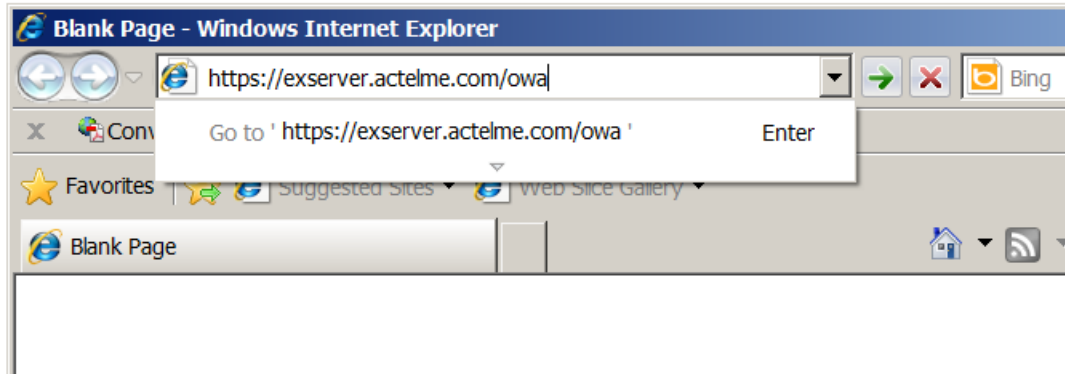 Blank Page - Windows Internet Explorer
https://exserver.actelme.com/owa Bing
x Conv Go to ' https://exserver.actelme.com/owa ' Enter
Favorites Suggested Sites Web Slice Gallery
Blank Page